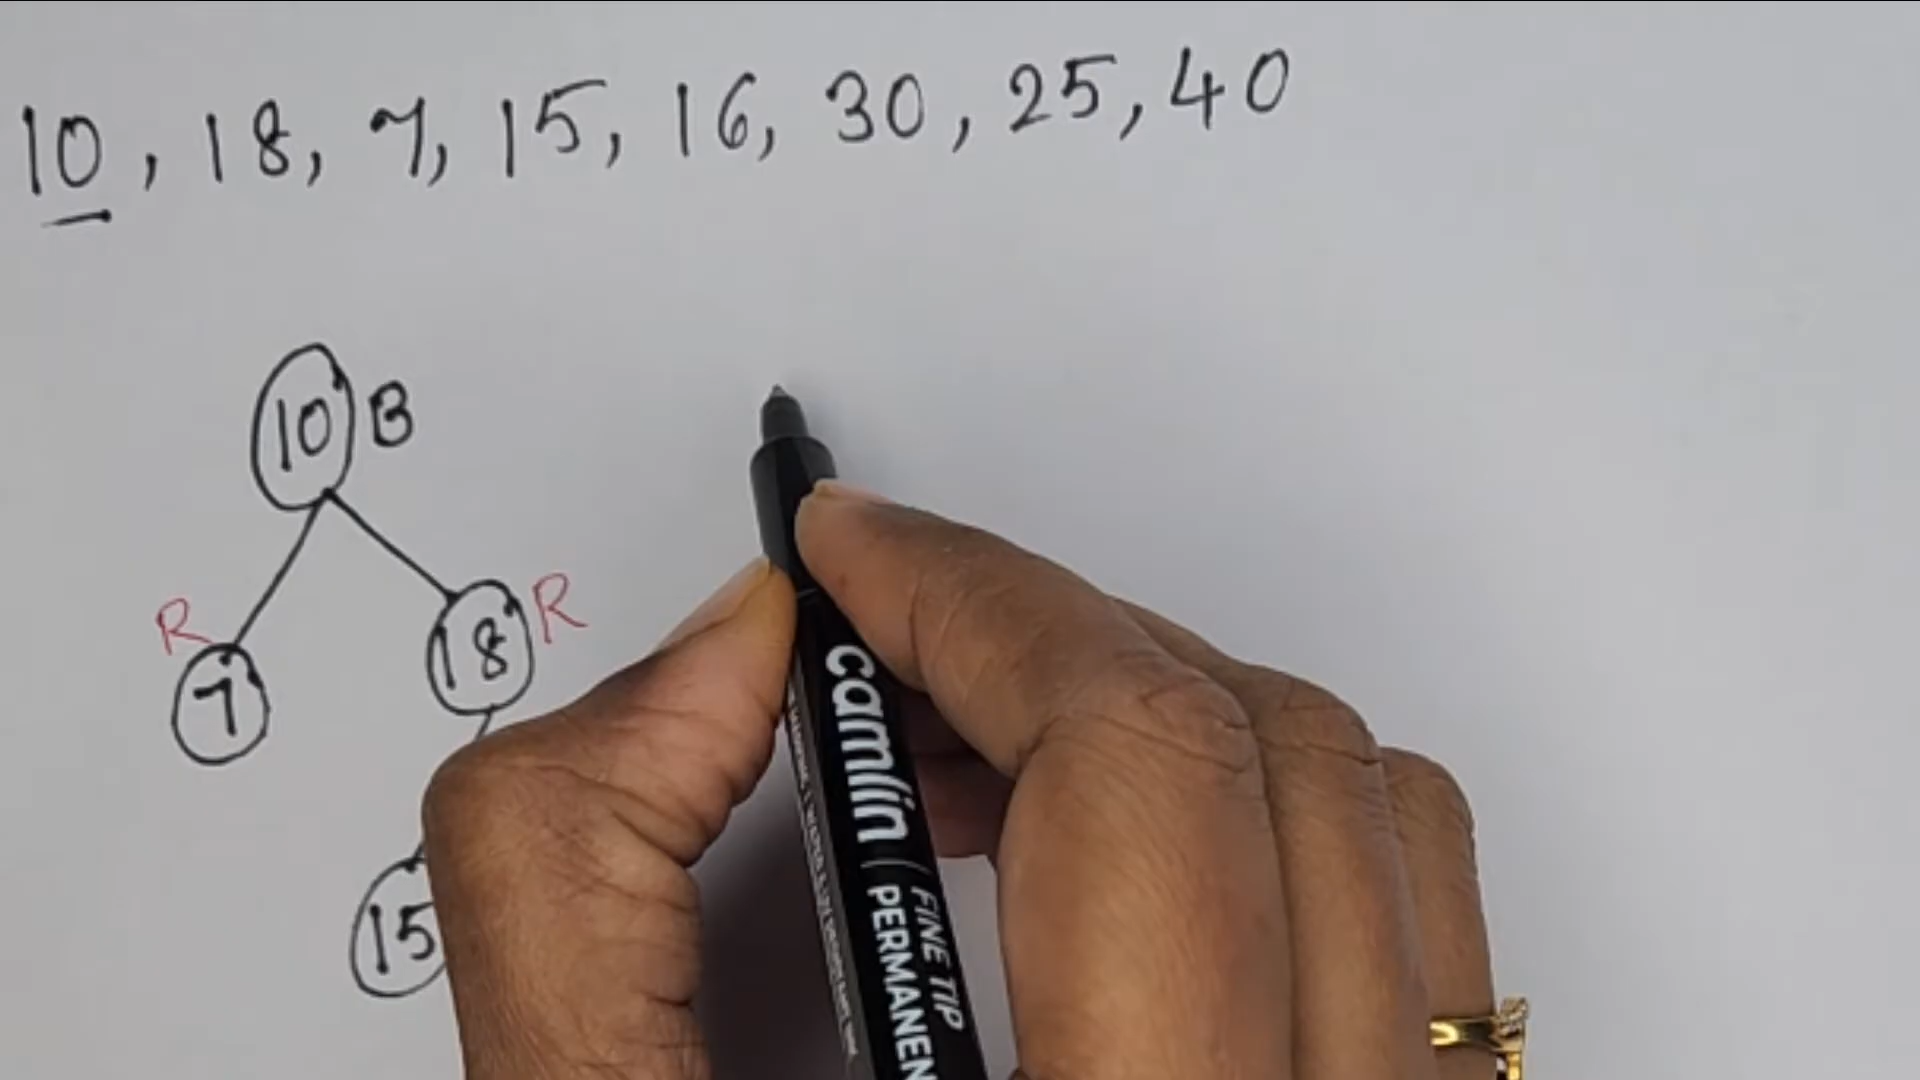 10, 18, 7, 15, 16, 30, 25, 40
10 B
R
7
18 R
15
camlin FINE TIP
PERMANEN